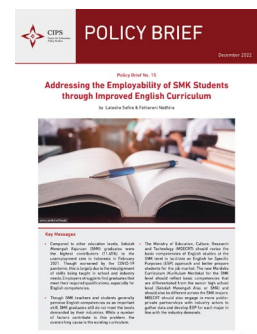 CIPS
POLICY BRIEF
December 2022
Policy Brief No. 15
Addressing the Employability of SMK Students
through Improved English Curriculum
by Latasha Safira & Fathiarani Nadhira
Key Messages
• Compared to other education levels, Sekolah
Menengah Kejuruan (SMK) graduates were
the highest contributors (11.45%) to the
unemployment rate in Indonesia in February
2021. Though worsened by the COVID-19
pandemic, this is largely due to the misalignment
of skills being taught in school and industry
needs. Employers struggle to find graduates that
meet their required qualifications, especially for
English competencies.
• Though SMK teachers and students generally
perceive English competencies as an important
skill, SMK graduates still do not meet the levels
demanded by their industries. While a number
of factors contribute to the problem, the
overarching cause is the existing curriculum.
• The Ministry of Education, Culture, Research
and Technology (MOECRT) should revise the
basic competencies of English studies at the
SMK level to facilitate an English for Specific
Purposes (ESP) approach and better prepare
students for the job market. The new Merdeka
Curriculum (Kurikulum Merdeka) for the SMK
level should reflect basic competencies that
are differentiated from the senior high school
level (Sekolah Menengah Atas, or SMA) and
should also be different across the SMK majors.
MOECRT should also engage in more public-
private partnerships with industry actors to
gather data and develop ESP for each major in
line with the industry demands.